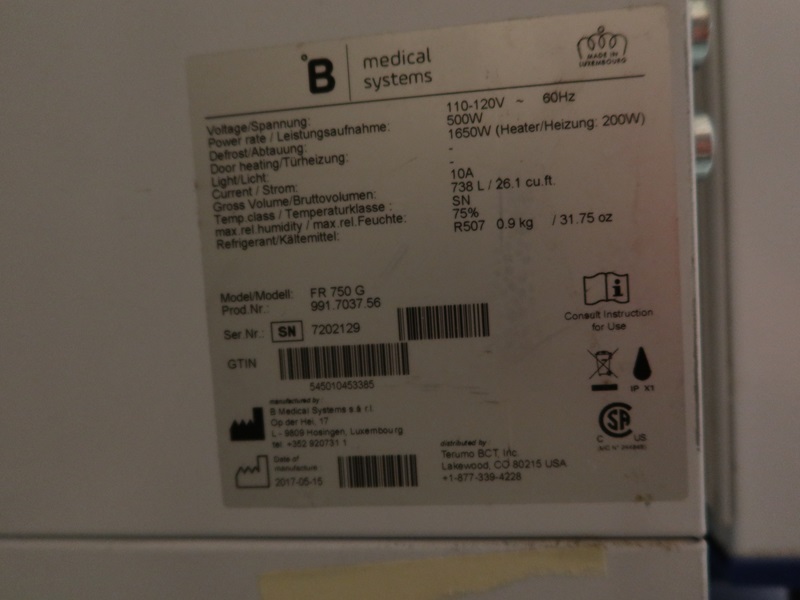 B medical systems
MADE IN LUXEMBOURG
Voltage/Spannung: 110-120V ~ 60Hz
Power rate / Leistungsaufnahme: 500W
Defrost/Abtauung: 1650W (Heater/Heizung: 200W)
Door heating/Türheizung: -
Light/Licht: -
Current / Strom: 10A
Gross Volume/Bruttovolumen: 738 L / 26.1 cu.ft.
Temp.class / Temperaturklasse : SN
max.rel.humidity / max.rel.Feuchte: 75%
Refrigerant/Kältemittel: R507 0.9 kg / 31.75 oz
Model/Modell: FR 750 G
Prod.Nr.: 991.7037.56
Ser.Nr.: SN 7202129
GTIN
545010453385
Consult Instruction
for Use
IP X1
CSA
C US
manufactured by:
B Medical Systems s.à r.l.
Op der Hei, 17
L - 9809 Hosingen, Luxembourg
tel. +352 920731 1
Date of
manufacture:
2017-05-15
distributed by:
Terumo BCT, Inc.
Lakewood, CO 80215 USA
+1-877-339-4228